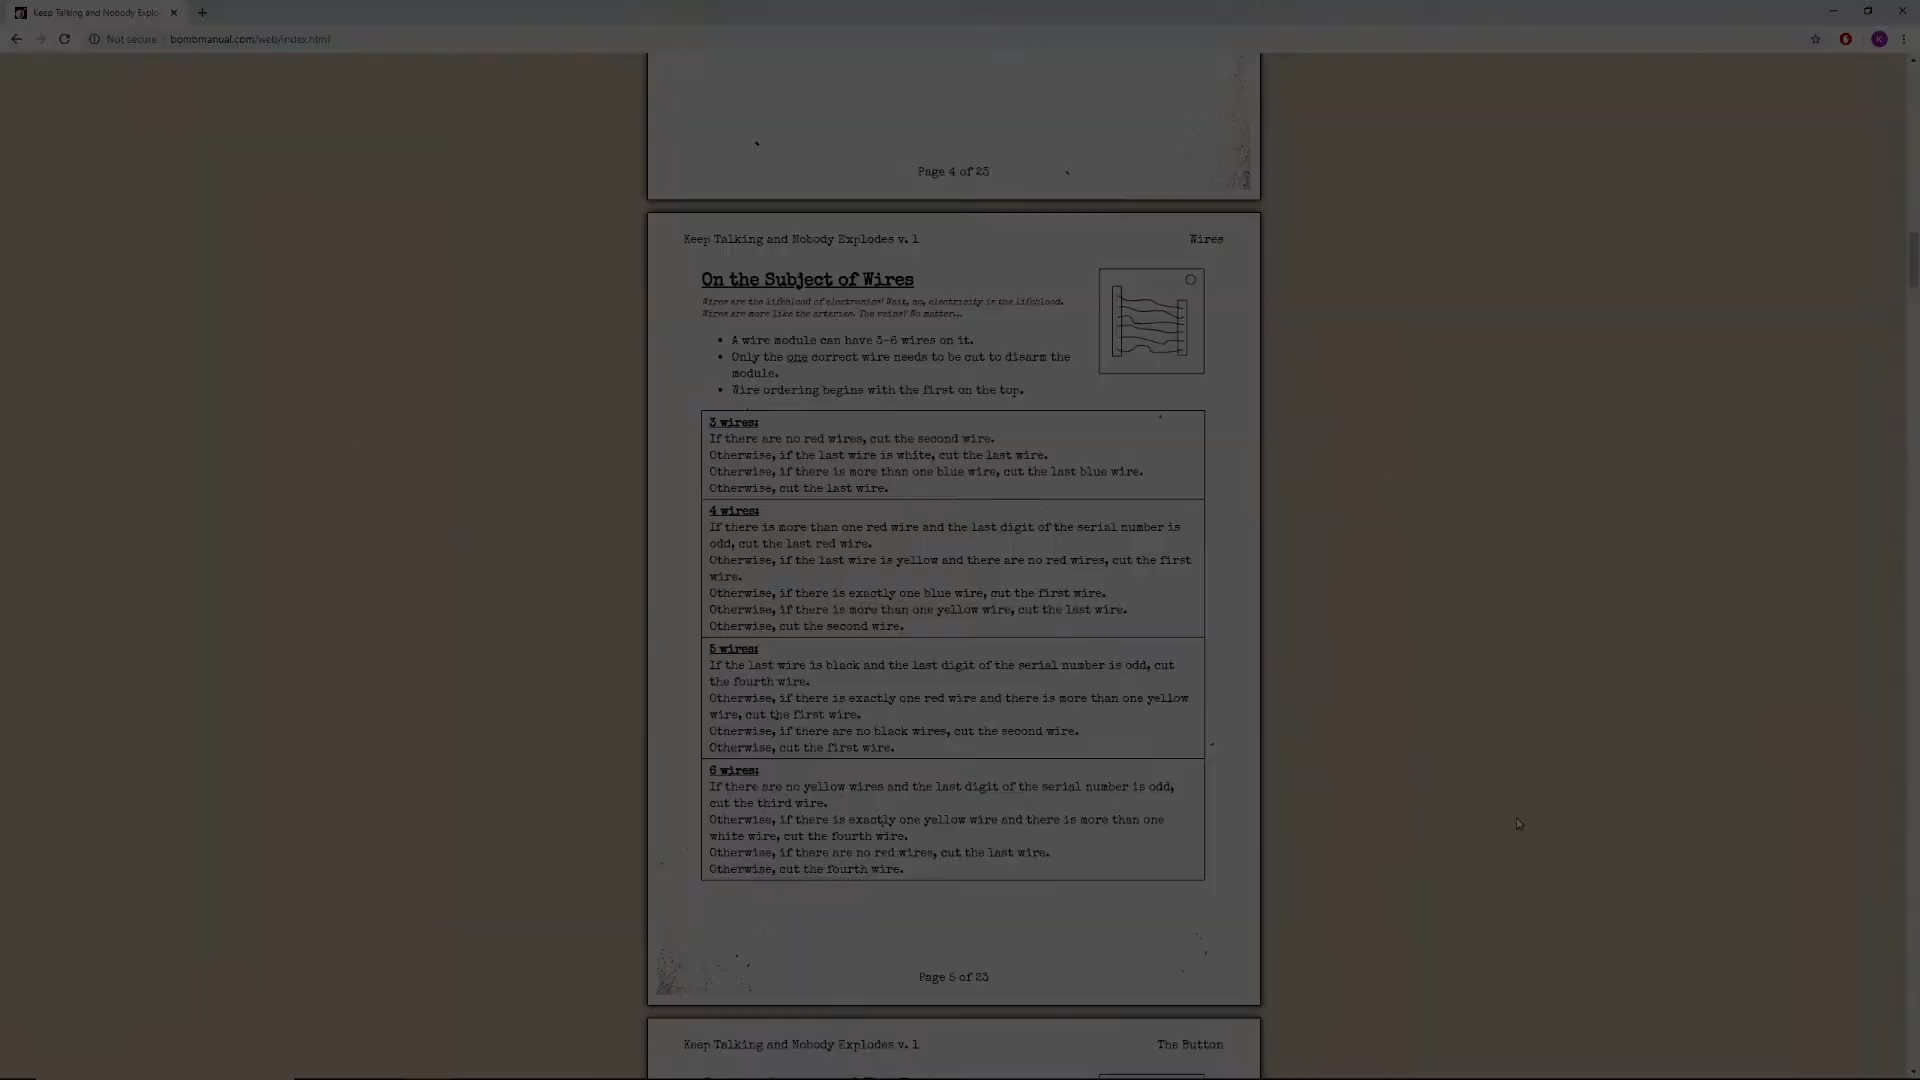 Keep Talking and Nobody Explo
Not secure
bombmanual.com/web/index.html
K
Page 4 of 23
Keep Talking and Nobody Explodes v. 1
Wires
On the Subject of Wires
Wires are the lifeblood of electronics! Wait, no, electricity is the lifeblood.
Wires are more like the arteries. The veins? No matter...
• A wire module can have 3-6 wires on it.
• Only the one correct wire needs to be cut to disarm the
module.
• Wire ordering begins with the first on the top.
3 wires:
If there are no red wires, cut the second wire.
Otherwise, if the last wire is white, cut the last wire.
Otherwise, if there is more than one blue wire, cut the last blue wire.
Otherwise, cut the last wire.
4 wires:
If there is more than one red wire and the last digit of the serial number is
odd, cut the last red wire.
Otherwise, if the last wire is yellow and there are no red wires, cut the first
wire.
Otherwise, if there is exactly one blue wire, cut the first wire.
Otherwise, if there is more than one yellow wire, cut the last wire.
Otherwise, cut the second wire.
5 wires:
If the last wire is black and the last digit of the serial number is odd, cut
the fourth wire.
Otherwise, if there is exactly one red wire and there is more than one yellow
wire, cut the first wire.
Otherwise, if there are no black wires, cut the second wire.
Otherwise, cut the first wire.
6 wires:
If there are no yellow wires and the last digit of the serial number is odd,
cut the third wire.
Otherwise, if there is exactly one yellow wire and there is more than one
white wire, cut the fourth wire.
Otherwise, if there are no red wires, cut the last wire.
Otherwise, cut the fourth wire.
Page 5 of 23
Keep Talking and Nobody Explodes v. 1
The Button